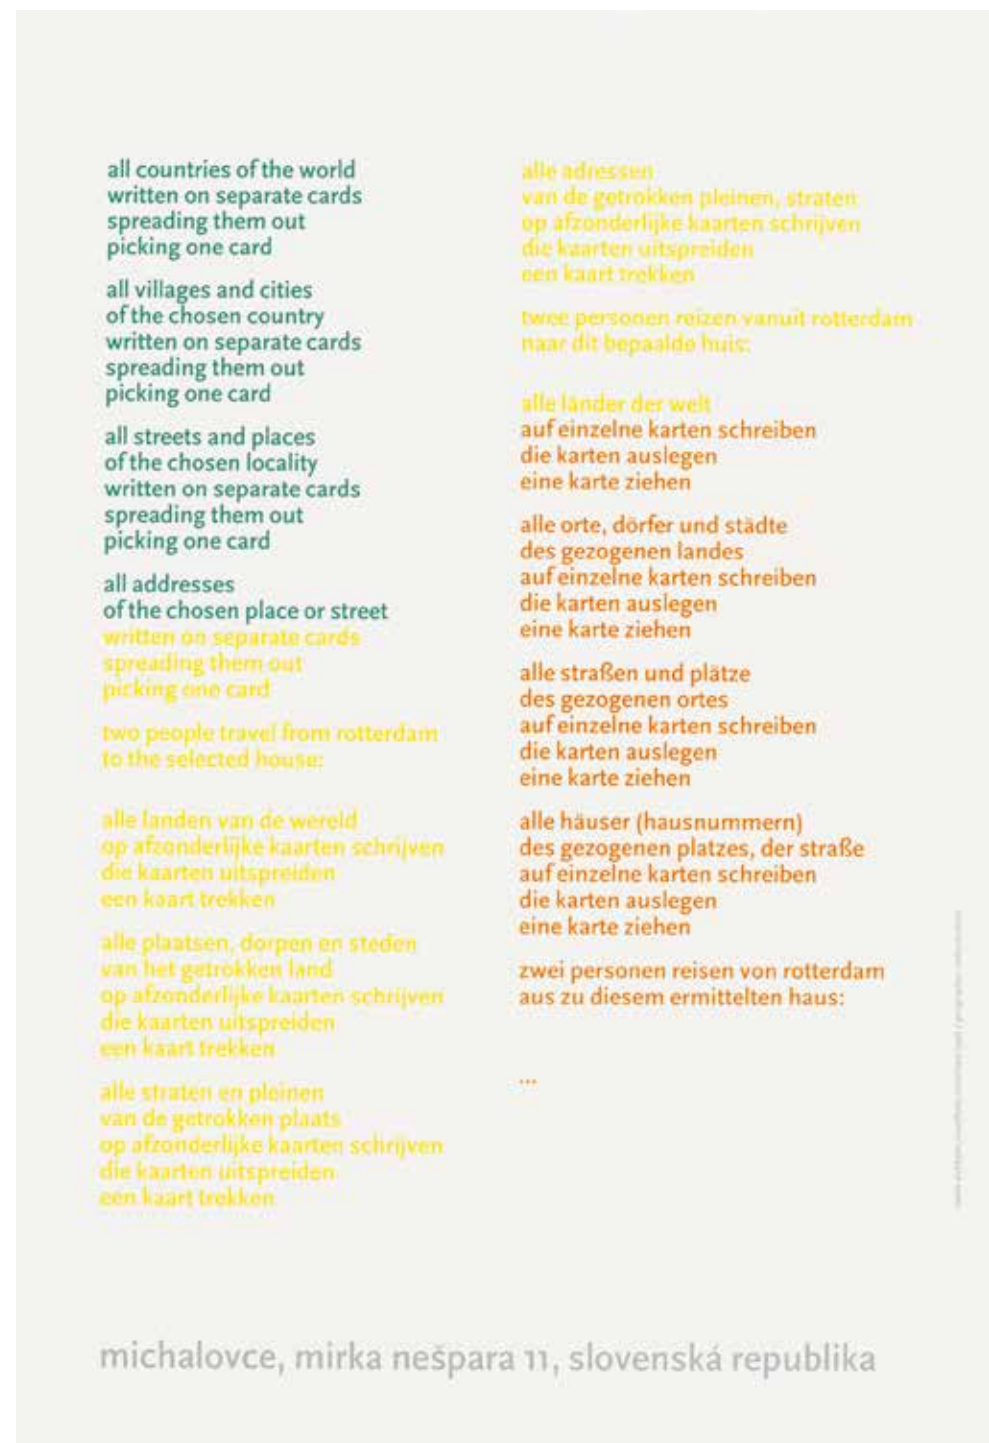 all countries of the world
written on separate cards
spreading them out
picking one card
all villages and cities
of the chosen country
written on separate cards
spreading them out
picking one card
all streets and places
of the chosen locality
written on separate cards
spreading them out
picking one card
all addresses
of the chosen place or street
written on separate cards
spreading them out
picking one card
two people travel from rotterdam
to the selected house:
alle landen van de wereld
op afzonderlijke kaarten schrijven
die kaarten uitspreiden
een kaart trekken
alle plaatsen, dorpen en steden
van het getrokken land
op afzonderlijke kaarten schrijven
die kaarten uitspreiden
een kaart trekken
alle straten en pleinen
van de getrokken plaats
op afzonderlijke kaarten schrijven
die kaarten uitspreiden
een kaart trekken
alle adressen
van de getrokken pleinen, straten
op afzonderlijke kaarten schrijven
die kaarten uitspreiden
een kaart trekken
twee personen reizen vanuit rotterdam
naar dit bepaalde huis:
alle länder der welt
auf einzelne karten schreiben
die karten auslegen
eine karte ziehen
alle orte, dörfer und städte
des gezogenen landes
auf einzelne karten schreiben
die karten auslegen
eine karte ziehen
alle straßen und plätze
des gezogenen ortes
auf einzelne karten schreiben
die karten auslegen
eine karte ziehen
alle häuser (hausnummern)
des gezogenen platzes, der straße
auf einzelne karten schreiben
die karten auslegen
eine karte ziehen
zwei personen reisen von rotterdam
aus zu diesem ermittelten haus:
...
michalovce, mirka nešpara 11, slovenská republika